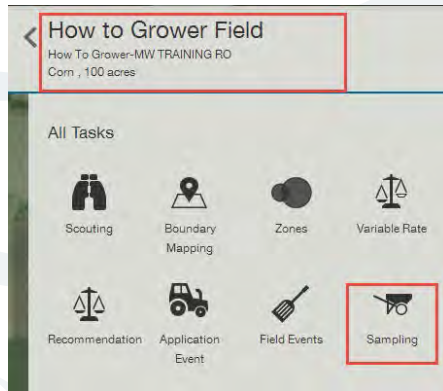 How to Grower Field
How To Grower-MW TRAINING RO
Corn , 100 acres
All Tasks
Scouting
Boundary
Mapping
Zones
Variable Rate
Recommendation
Application
Event
Field Events
Sampling